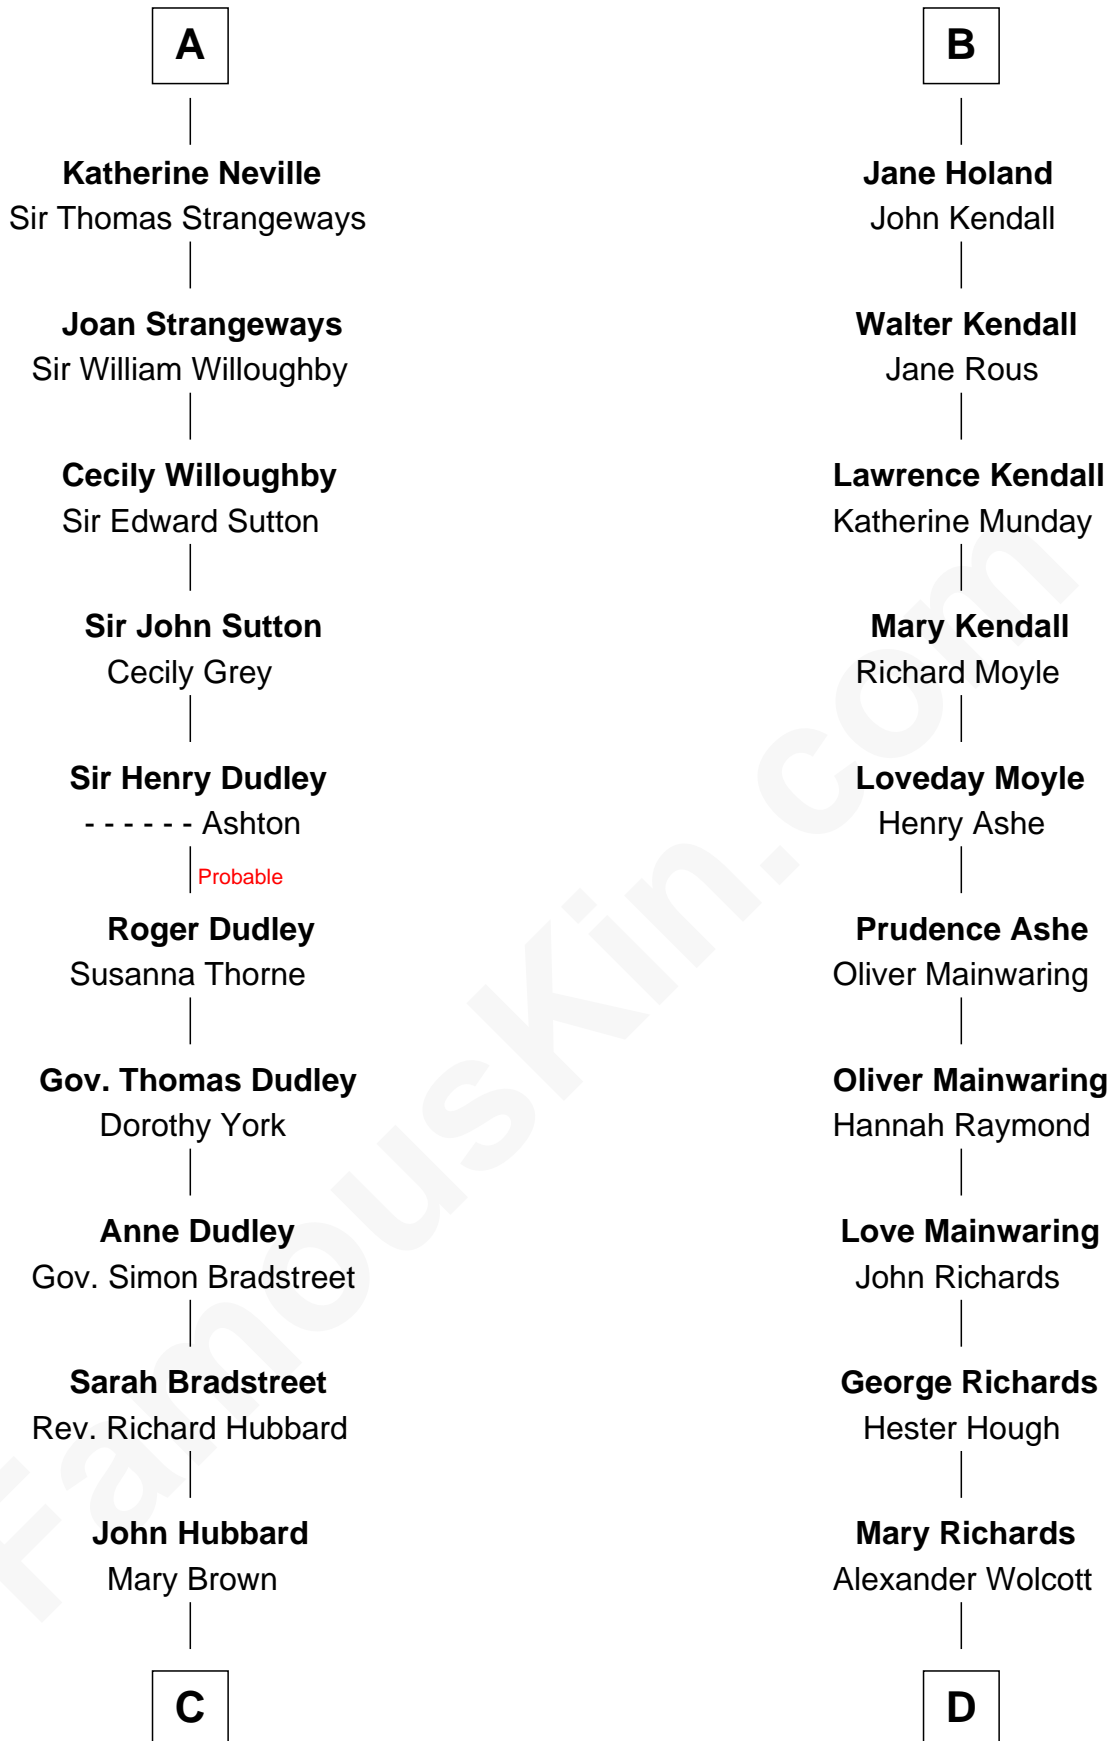 A
Katherine Neville
Sir Thomas Strangeways
Joan Strangeways
Sir William Willoughby
Cecily Willoughby
Sir Edward Sutton
Sir John Sutton
Cecily Grey
Sir Henry Dudley
- - - - - - Ashton
Probable
Roger Dudley
Susanna Thorne
Gov. Thomas Dudley
Dorothy York
Anne Dudley
Gov. Simon Bradstreet
Sarah Bradstreet
Rev. Richard Hubbard
John Hubbard
Mary Brown
C
B
Jane Holand
John Kendall
Walter Kendall
Jane Rous
Lawrence Kendall
Katherine Munday
Mary Kendall
Richard Moyle
Loveday Moyle
Henry Ashe
Prudence Ashe
Oliver Mainwaring
Oliver Mainwaring
Hannah Raymond
Love Mainwaring
John Richards
George Richards
Hester Hough
Mary Richards
Alexander Wolcott
D
FamousKin.com